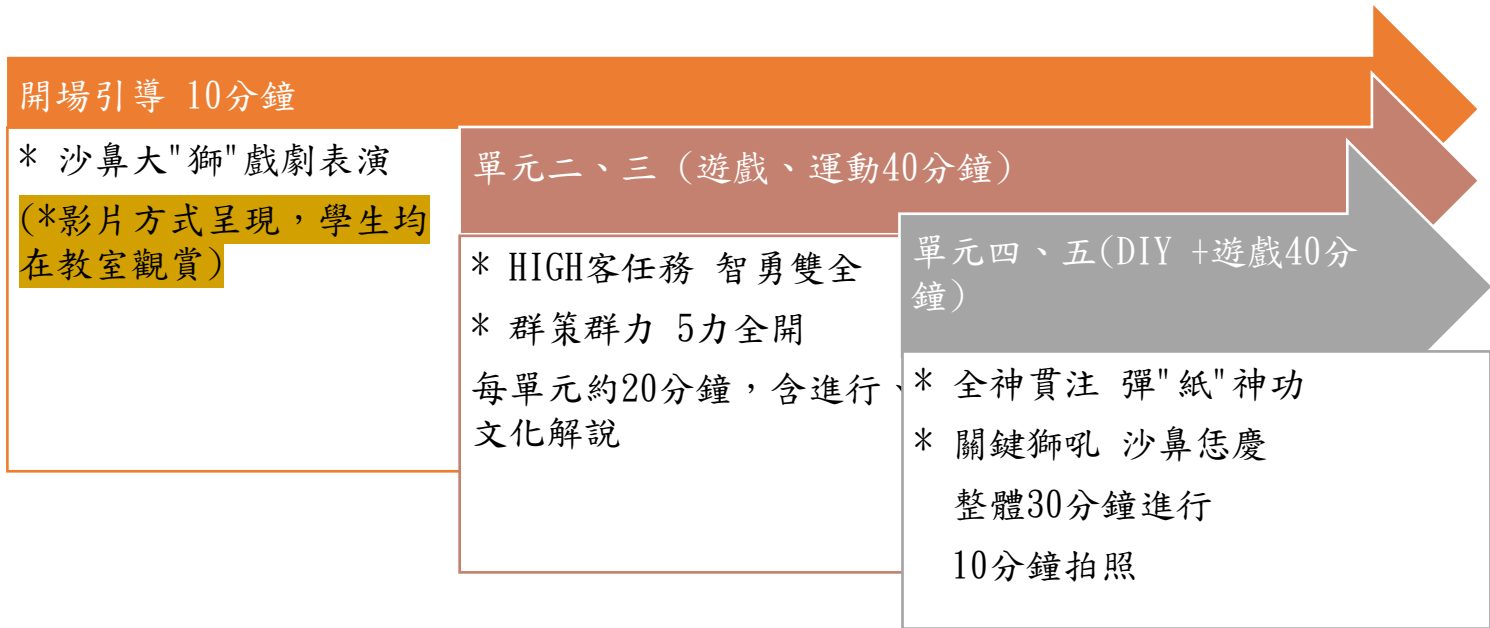 開場引導 10分鐘
* 沙鼻大"獅"戲劇表演
(*影片方式呈現，學生均
在教室觀賞)
單元二、三 (遊戲、運動40分鐘)
* HIGH客任務 智勇雙全
* 群策群力 5力全開
每單元約20分鐘，含進行、
文化解說
單元四、五(DIY +遊戲40分
鐘)
* 全神貫注 彈"紙"神功
* 關鍵獅吼 沙鼻恁慶
整體30分鐘進行
10分鐘拍照